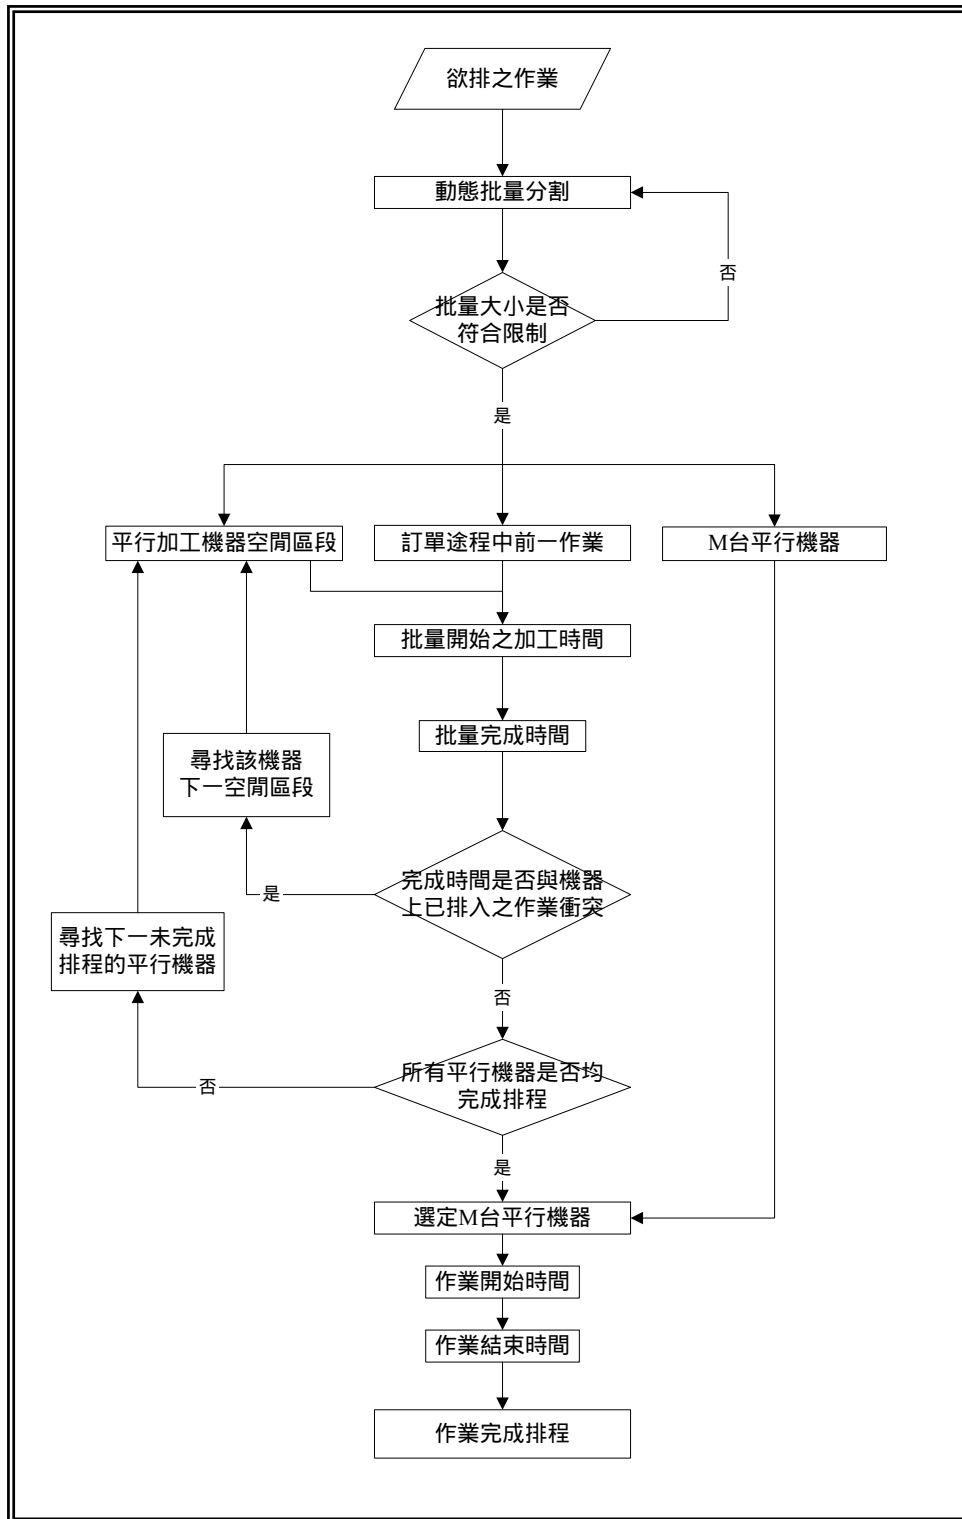 欲排之作業
動態批量分割
否
批量大小是否
符合限制
是
平行加工機器空閒區段
訂單途程中前一作業
M台平行機器
批量開始之加工時間
批量完成時間
尋找該機器
下一空閒區段
完成時間是否與機器
上已排入之作業衝突
是
尋找下一未完成
排程的平行機器
否
所有平行機器是否均
完成排程
否
是
選定M台平行機器
作業開始時間
作業結束時間
作業完成排程